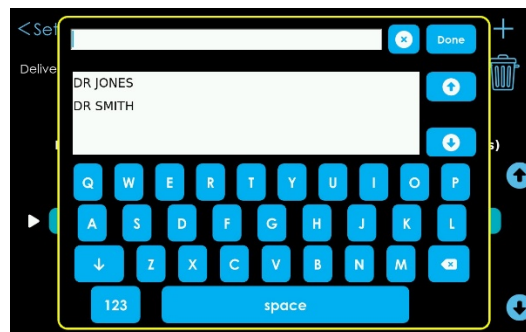 <Set
Done
Delive
DR JONES
DR SMITH
s)
Q W E R T Y U I O P
A S D F G H J K L
Z X C V B N M
123 space